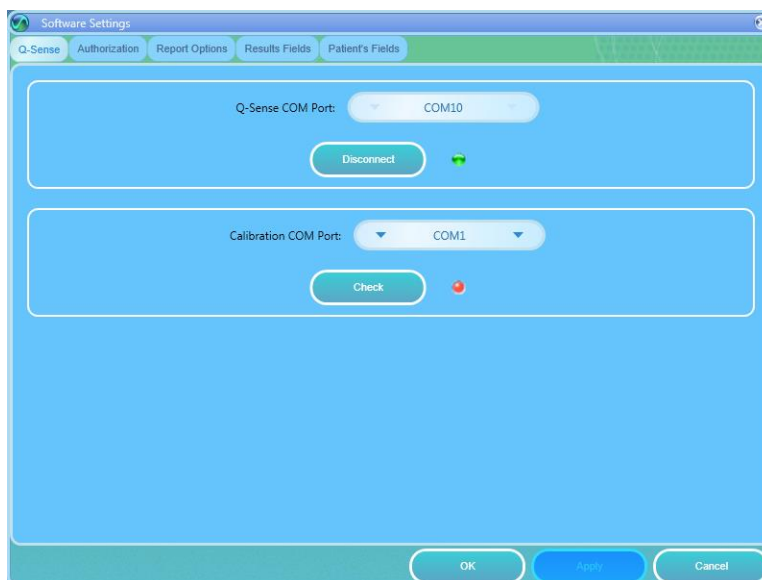 Software Settings
Q-Sense Authorization Report Options Results Fields Patient's Fields
Q-Sense COM Port: COM10
Disconnect
Calibration COM Port: COM1
Check
OK Apply Cancel